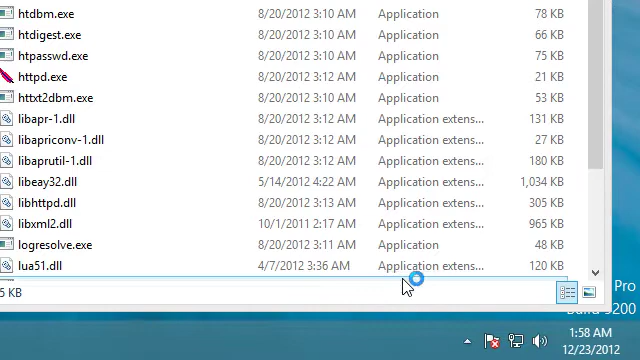 htdbm.exe 8/20/2012 3:10 AM Application 78 KB
htdigest.exe 8/20/2012 3:10 AM Application 66 KB
htpasswd.exe 8/20/2012 3:10 AM Application 75 KB
httpd.exe 8/20/2012 3:12 AM Application 21 KB
httxt2dbm.exe 8/20/2012 3:10 AM Application 53 KB
libapr-1.dll 8/20/2012 3:12 AM Application extens... 131 KB
libapriconv-1.dll 8/20/2012 3:12 AM Application extens... 27 KB
libaprutil-1.dll 8/20/2012 3:12 AM Application extens... 180 KB
libeay32.dll 5/14/2012 4:22 AM Application extens... 1,034 KB
libhttpd.dll 8/20/2012 3:13 AM Application extens... 305 KB
libxml2.dll 10/1/2011 2:17 AM Application extens... 965 KB
logresolve.exe 8/20/2012 3:11 AM Application 48 KB
lua51.dll 4/7/2012 3:36 AM Application extens... 120 KB
5 KB
Pro
Build 9200
1:58 AM
12/23/2012